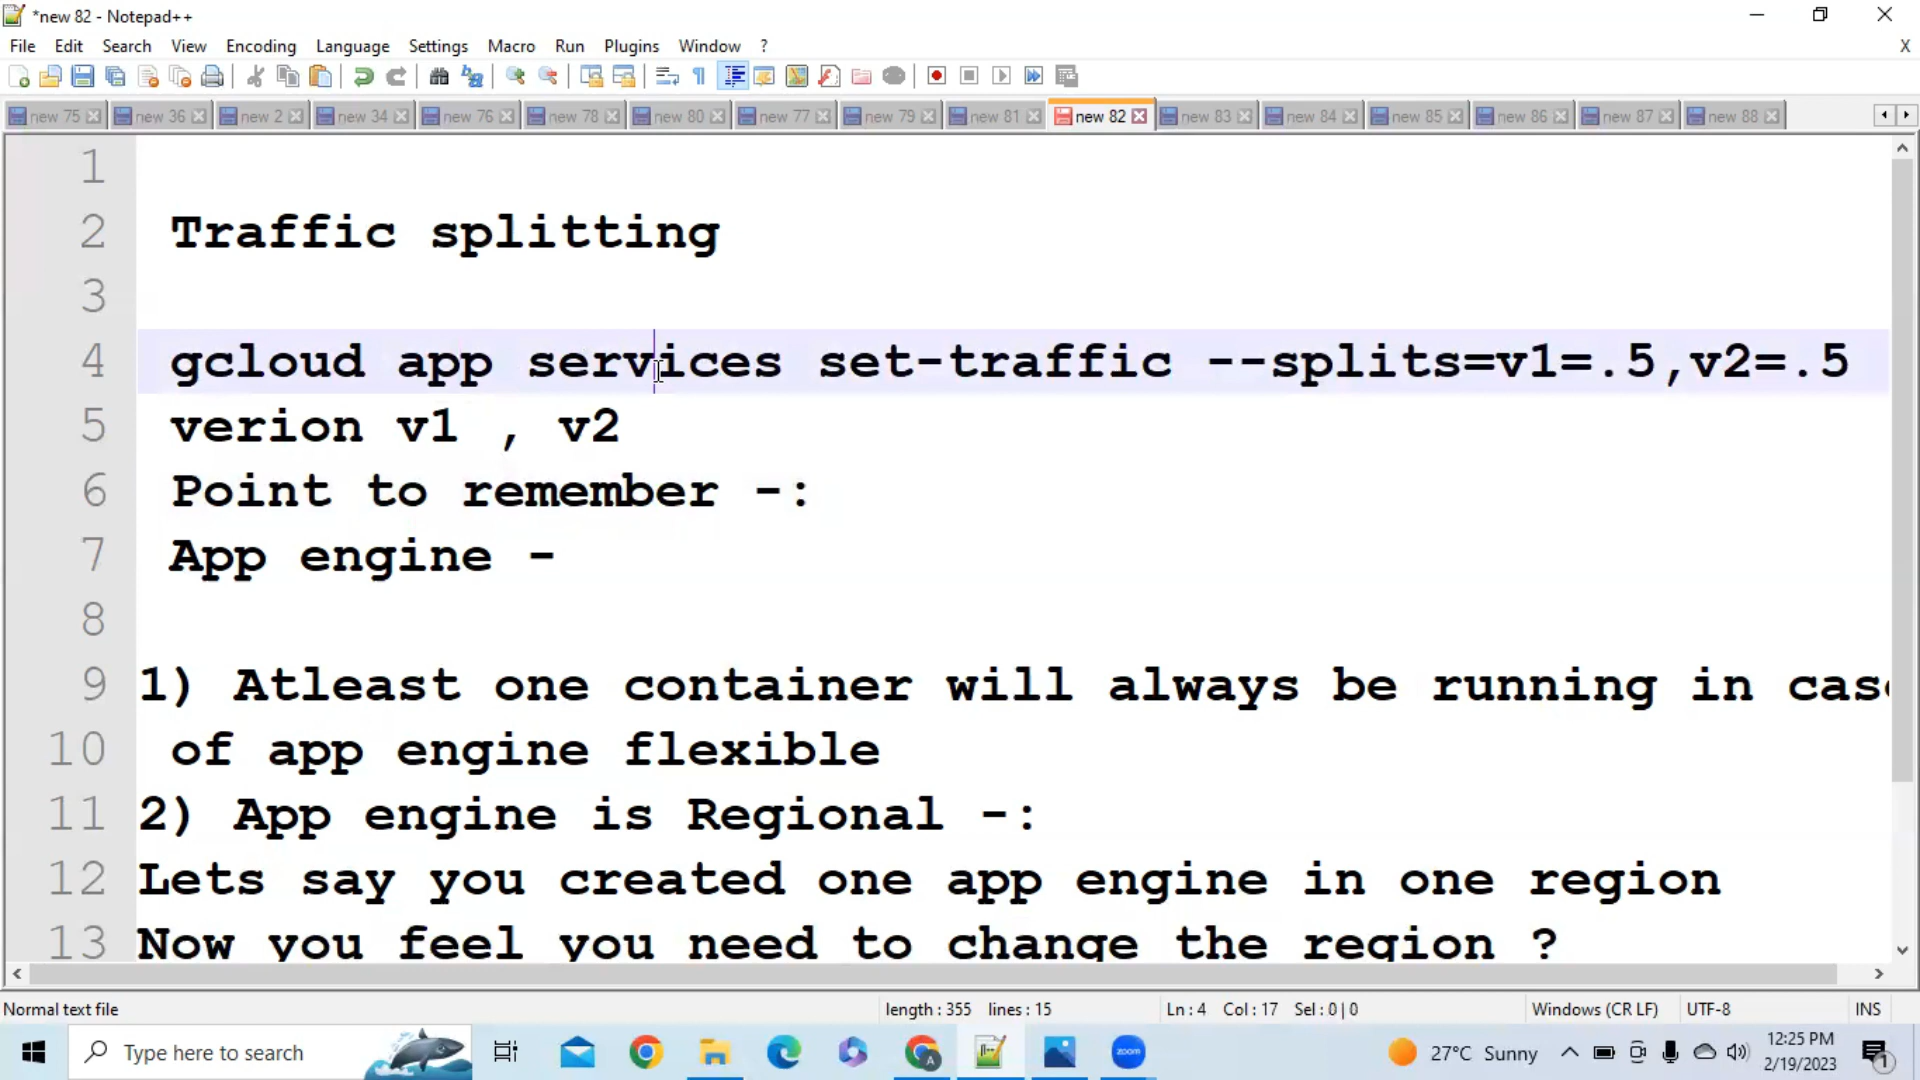 *new 82 - Notepad++
File Edit Search View Encoding Language Settings Macro Run Plugins Window ? X
new 75 new 36 new 2 new 34 new 76 new 78 new 80 new 77 new 79 new 81 new 82 new 83 new 84 new 85 new 86 new 87 new 88
1
2 Traffic splitting
3
4 gcloud app services set-traffic --splits=v1=.5,v2=.5
5 verion v1 , v2
6 Point to remember -:
7 App engine -
8
9 1) Atleast one container will always be running in cas
10 of app engine flexible
11 2) App engine is Regional -:
12 Lets say you created one app engine in one region
13 Now you feel you need to change the region ?
Normal text file length : 355 lines : 15 Ln : 4 Col : 17 Sel : 0 | 0 Windows (CR LF) UTF-8 INS
Type here to search zoom 27°C Sunny 12:25 PM
2/19/2023 1